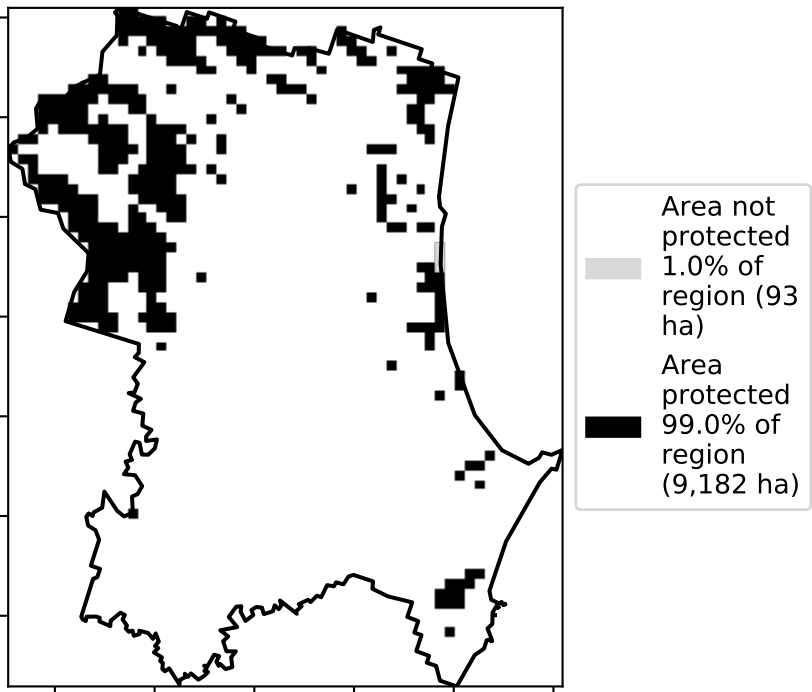 Area not
protected
1.0% of
region (93
ha)
Area
protected
99.0% of
region
(9,182 ha)